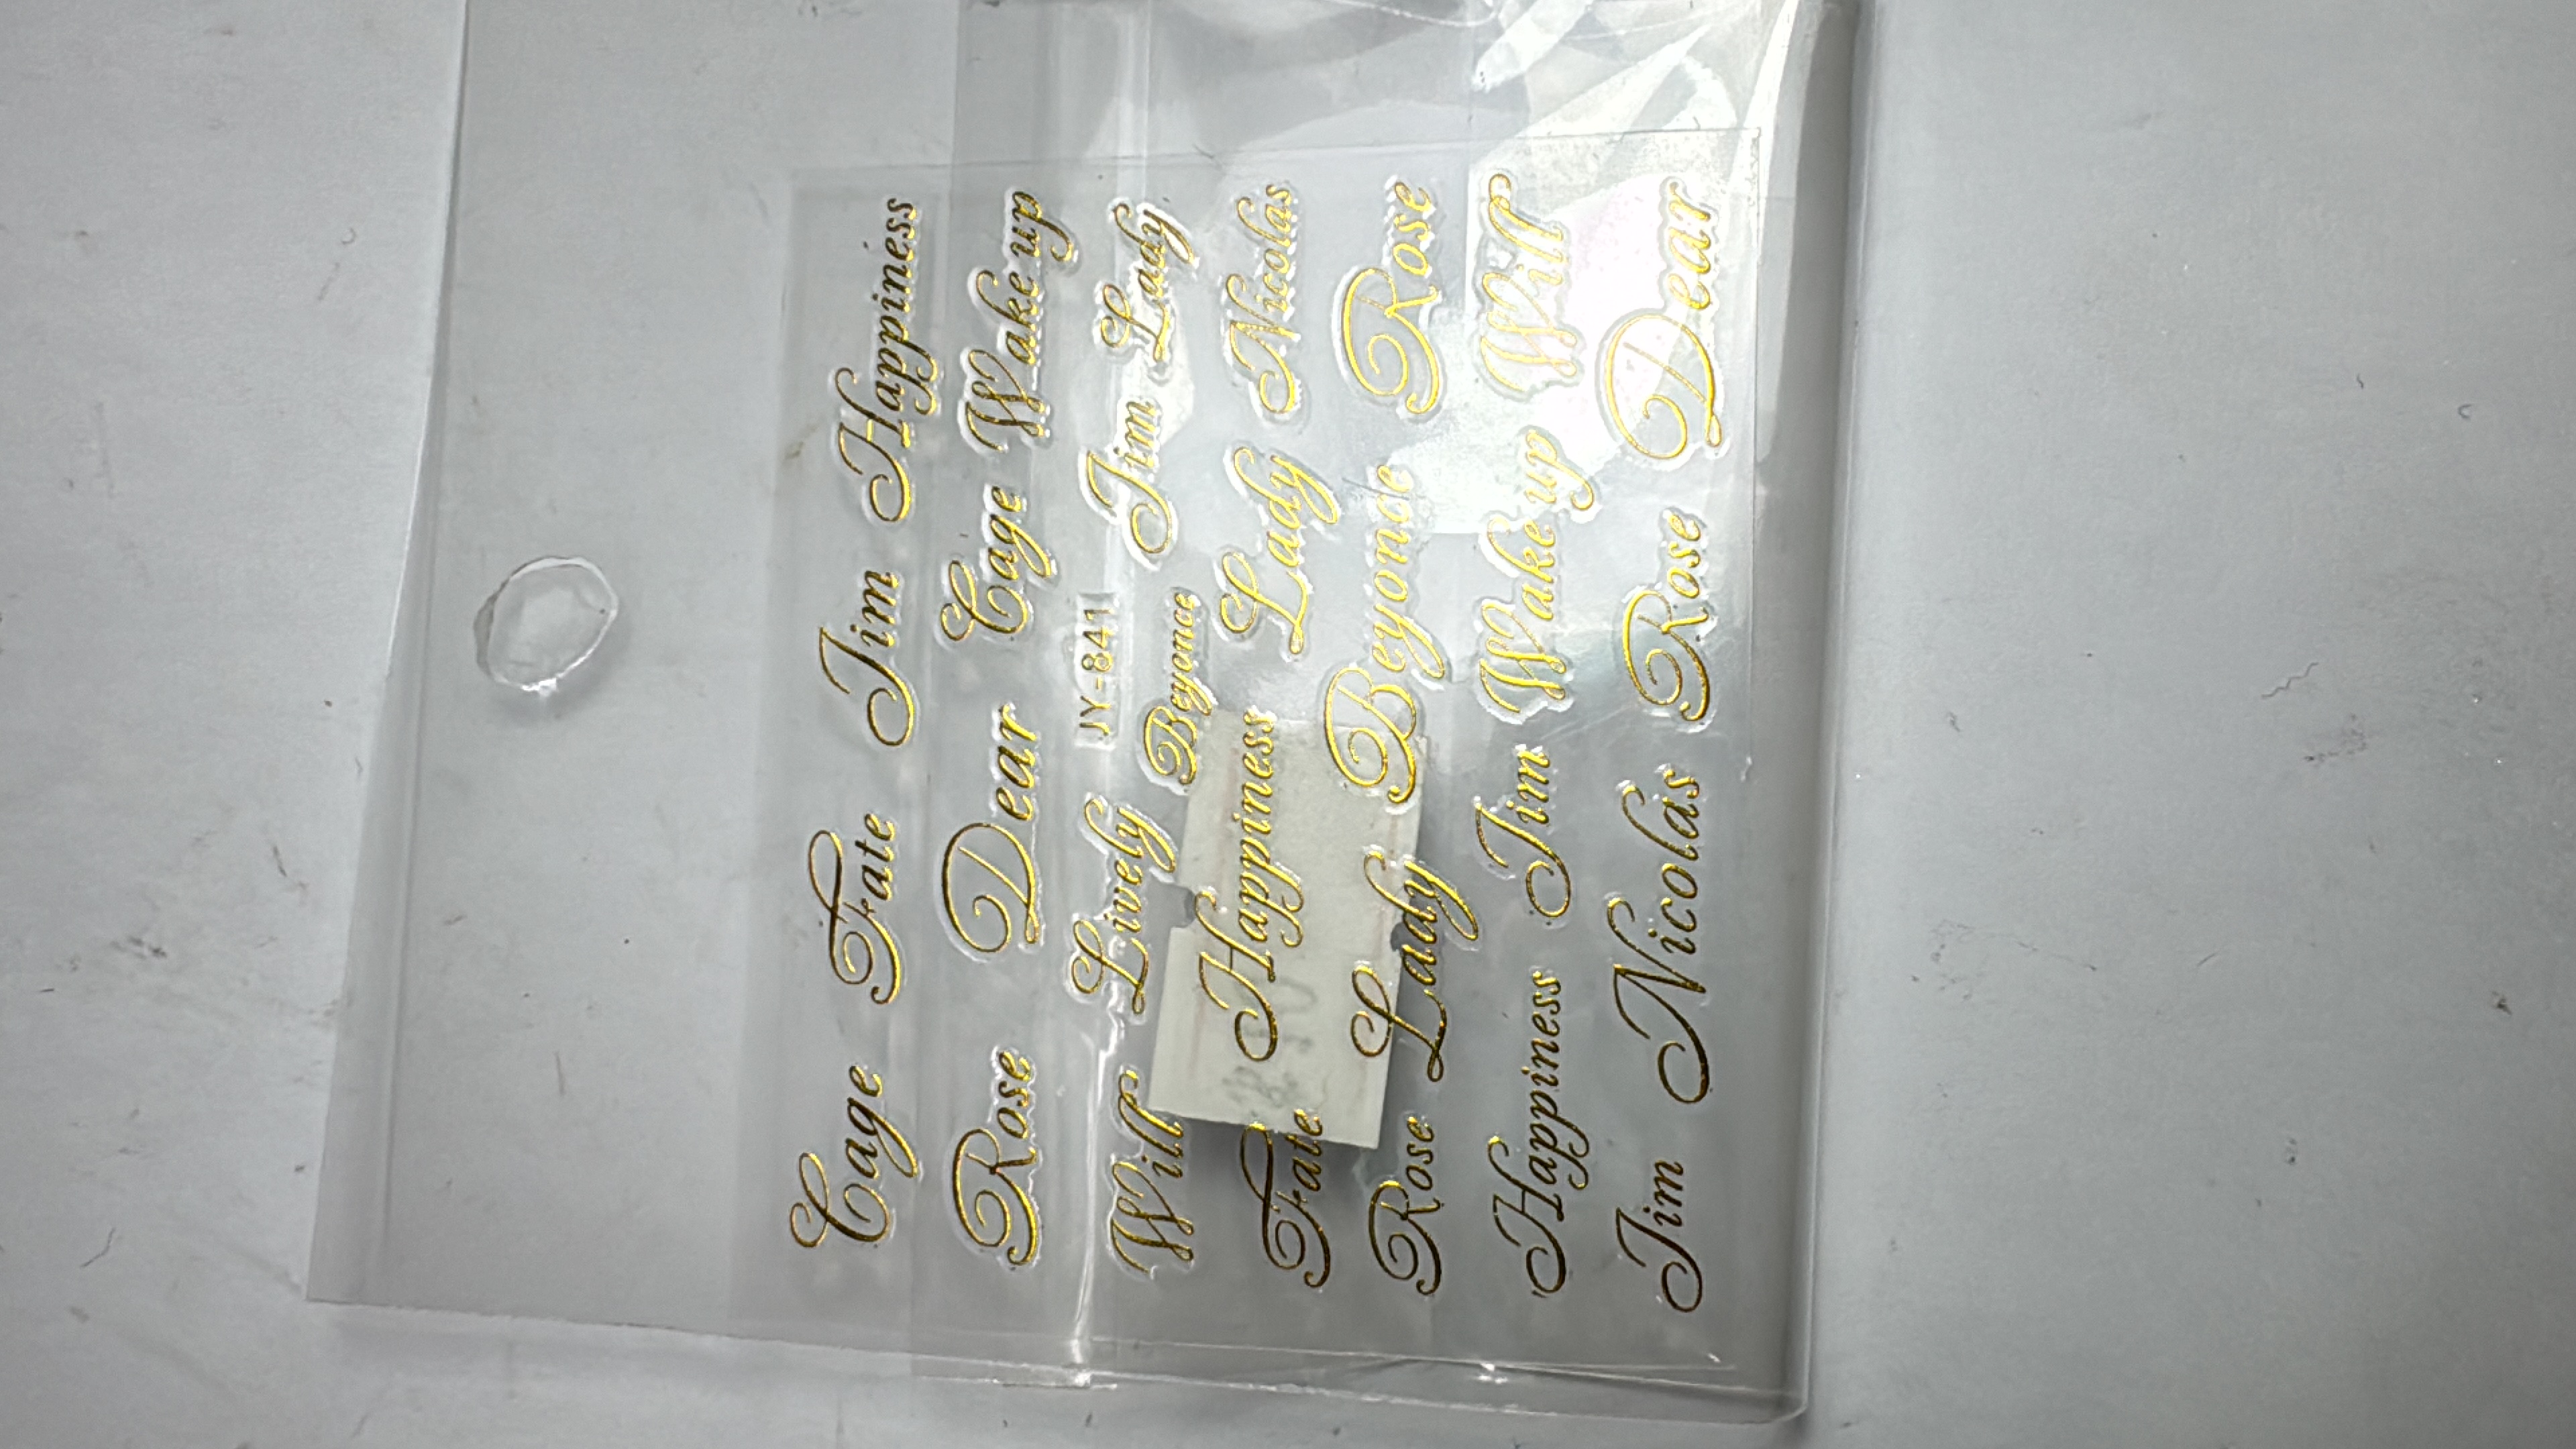 Cage Fate Jim Happiness
Rose Dear Cage Wake up
JY-841
Will Lively Jim Lady
Beyonce
Fate Happiness Lady Nicolas
Rose Lady Beyonce Rose
Happiness Jim Wake up Will
Jim Nicolas Rose Dear